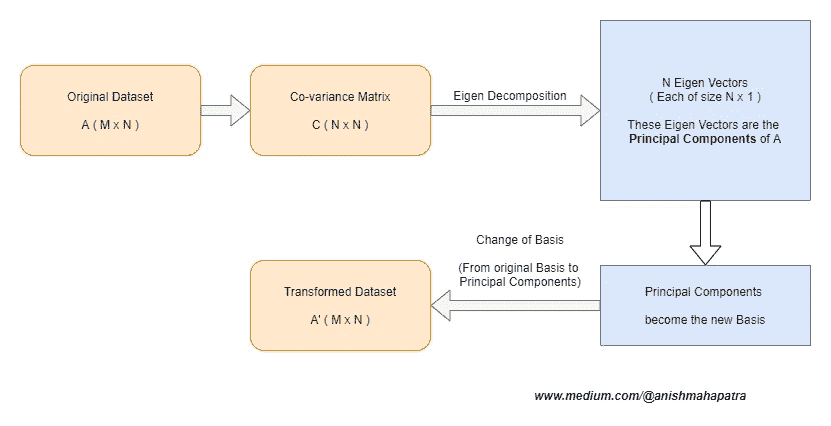 Original Dataset
A ( M x N )
Co-variance Matrix
C ( N x N )
Eigen Decomposition
N Eigen Vectors
( Each of size N x 1 )
These Eigen Vectors are the
Principal Components of A
Change of Basis
(From original Basis to
Principal Components)
Transformed Dataset
A' ( M x N )
Principal Components
become the new Basis
www.medium.com/@anishmahapatra